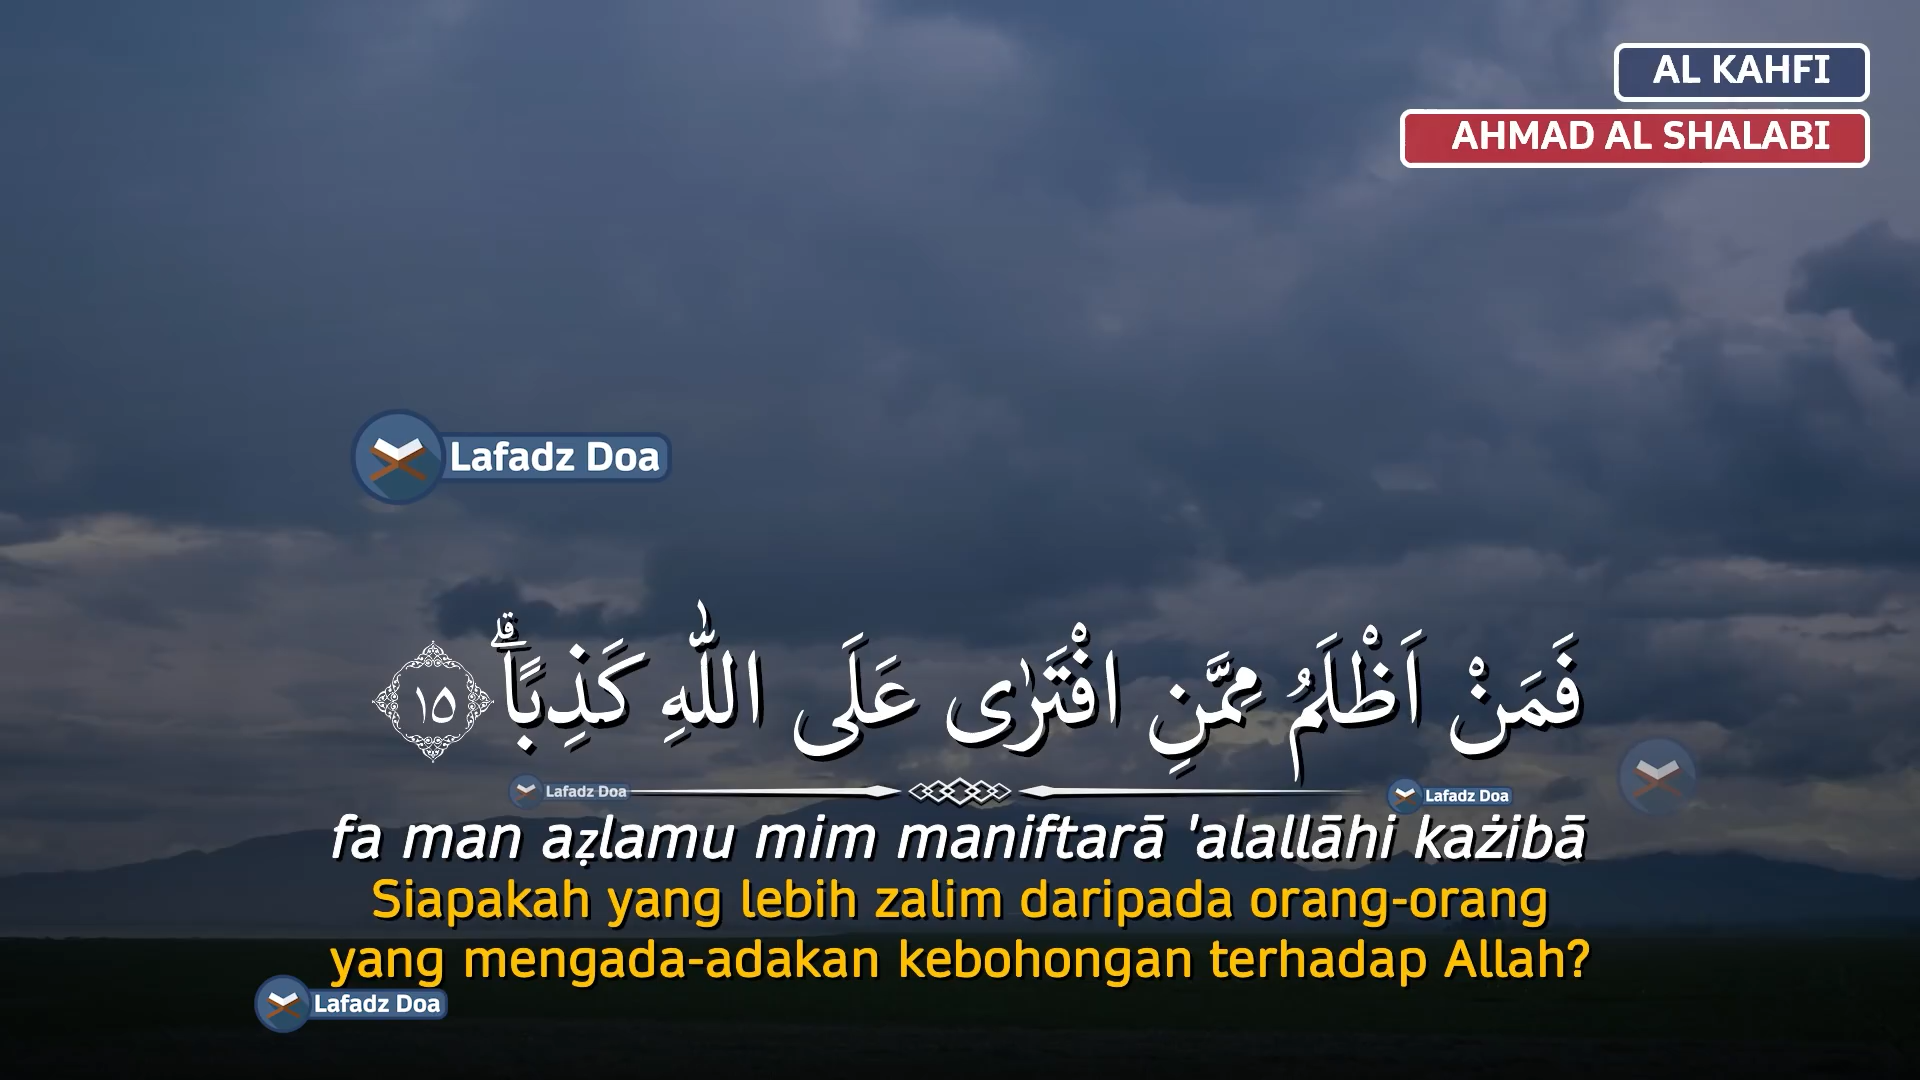 AL KAHFI
AHMAD AL SHALABI
Lafadz Doa
فَمَنْ اَظْلَمُ مِمَّنِ افْتَرٰى عَلَى اللّٰهِ كَذِبًاۗ ١٥
Lafadz Doa
Lafadz Doa
fa man aẓlamu mim maniftarā 'alallāhi każibā
Siapakah yang lebih zalim daripada orang-orang
yang mengada-adakan kebohongan terhadap Allah?
Lafadz Doa